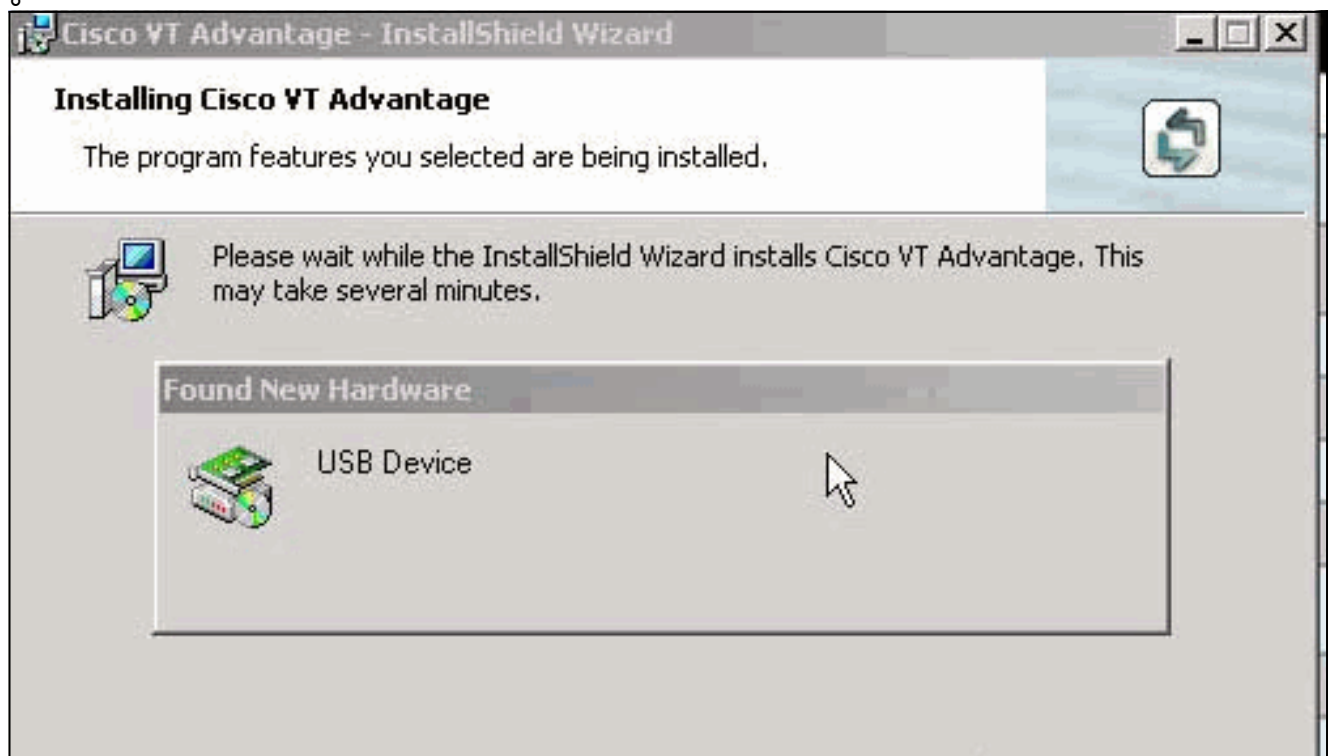 Cisco VT Advantage - InstallShield Wizard
Installing Cisco VT Advantage
The program features you selected are being installed.
Please wait while the InstallShield Wizard installs Cisco VT Advantage. This
may take several minutes.
Found New Hardware
USB Device